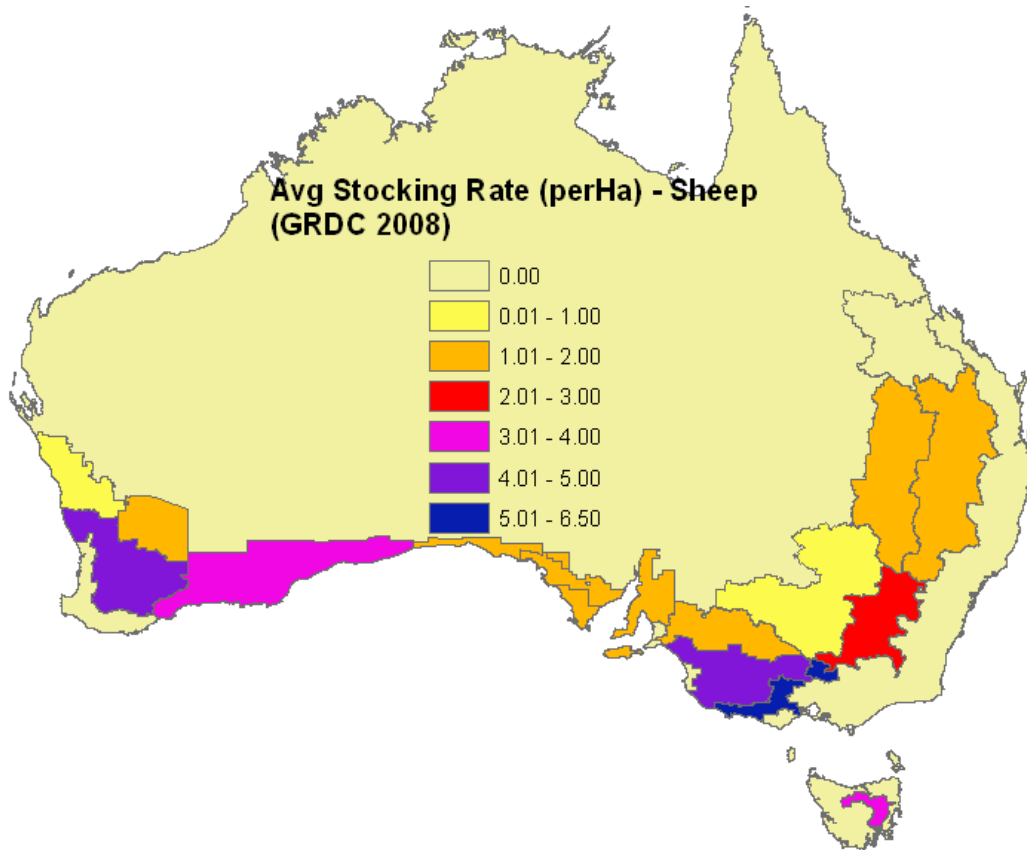 Avg Stocking Rate (perHa) - Sheep
(GRDC 2008)
0.00
0.01 - 1.00
1.01 - 2.00
2.01 - 3.00
3.01 - 4.00
4.01 - 5.00
5.01 - 6.50